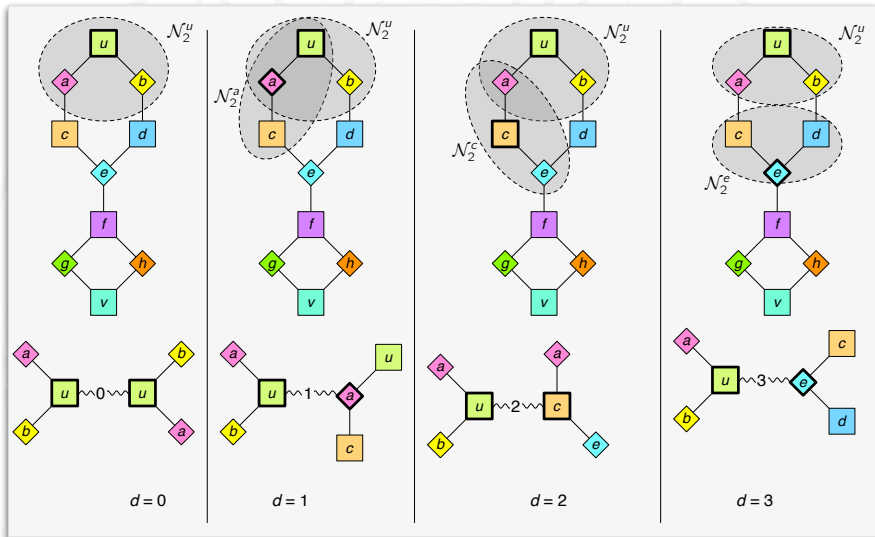 u 𝒩₂ᵘ
a b
c d
e
f
g h
v
a b
u 0 u
b a
d = 0
u 𝒩₂ᵘ
a b
𝒩₂ᵃ
c d
e
f
g h
v
a u
u 1 a
b c
d = 1
u 𝒩₂ᵘ
a b
c d
𝒩₂ᶜ
e
f
g h
v
a a
u 2 c
b e
d = 2
u 𝒩₂ᵘ
a b
c d
e
𝒩₂ᵉ
f
g h
v
a c
u 3 e
b d
d = 3